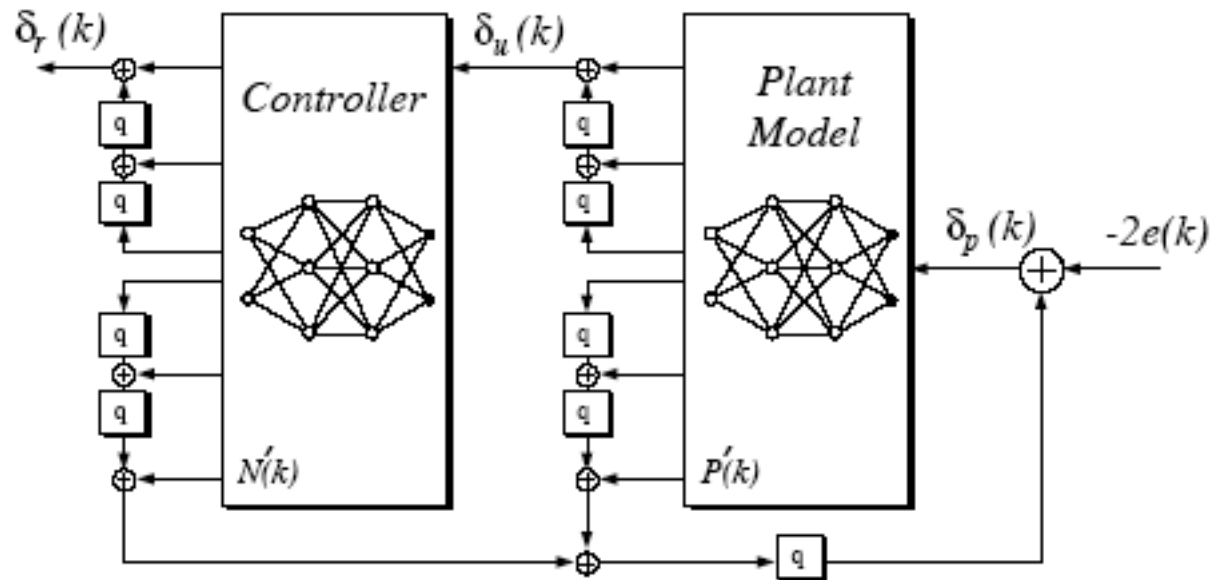 δr (k)
δu (k)
Controller
Plant
Model
q
q
q
q
δp (k)
-2e(k)
q
q
q
q
N′(k)
P′(k)
q